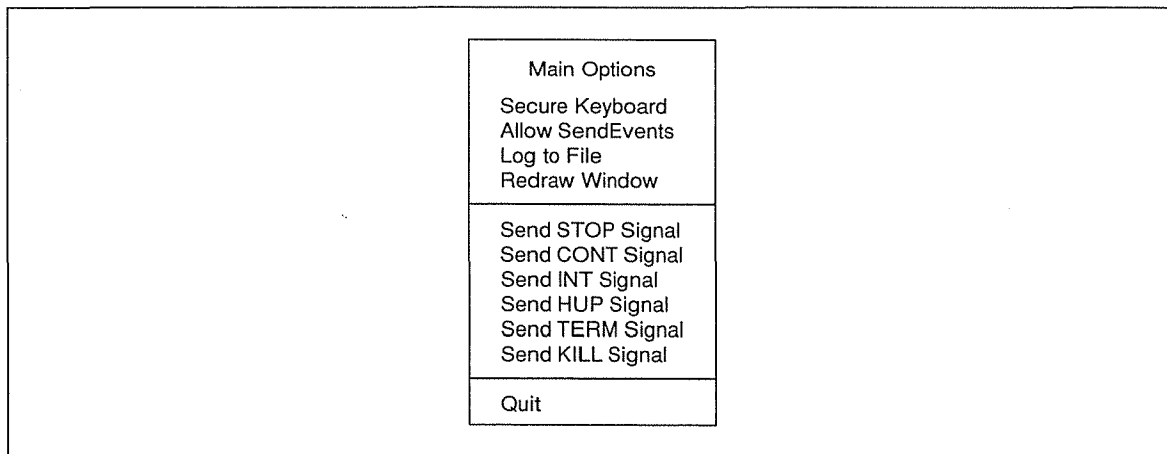 Main Options
Secure Keyboard
Allow SendEvents
Log to File
Redraw Window
Send STOP Signal
Send CONT Signal
Send INT Signal
Send HUP Signal
Send TERM Signal
Send KILL Signal
Quit